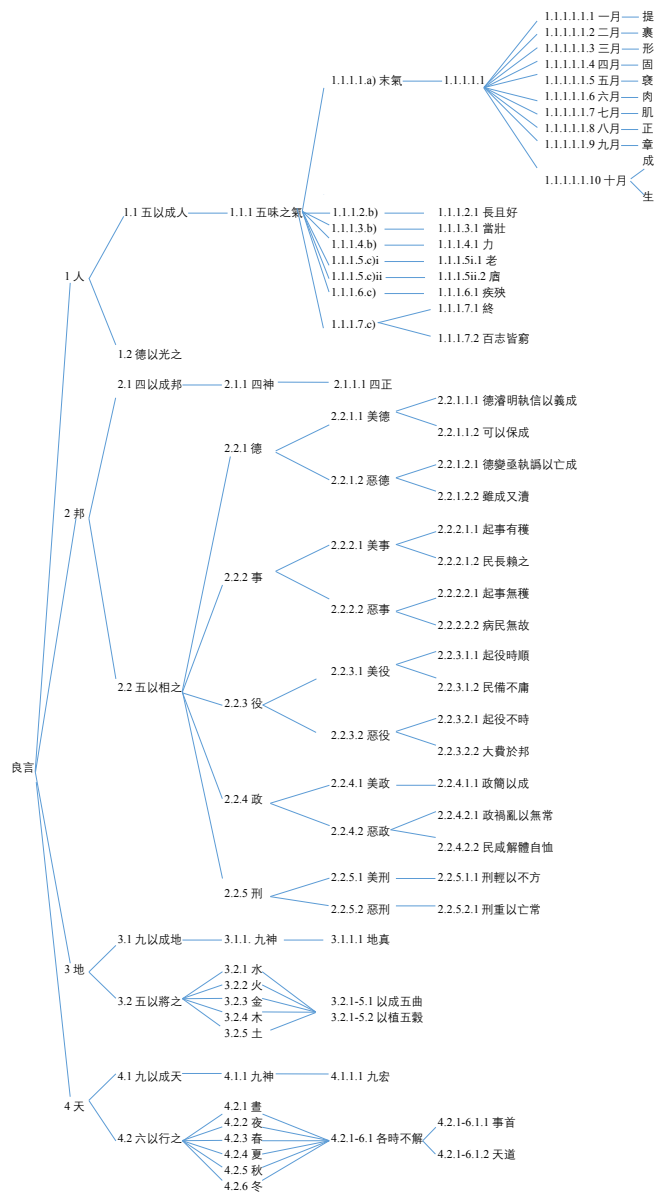 1.1.1.1.1.1 一月 提
1.1.1.1.1.2 二月 裹
1.1.1.1.1.3 三月 形
1.1.1.1.1.4 四月 固
1.1.1.1.a) 末氣 1.1.1.1.1 1.1.1.1.1.5 五月 褎
1.1.1.1.1.6 六月 肉
1.1.1.1.1.7 七月 肌
1.1.1.1.1.8 八月 正
1.1.1.1.1.9 九月 章
成
1.1.1.1.1.10 十月
生
1.1 五以成人 1.1.1 五味之氣 1.1.1.2.b) 1.1.1.2.1 長且好
1.1.1.3.b) 1.1.1.3.1 當壯
1.1.1.4.b) 1.1.1.4.1 力
1.1.1.5.c)i 1.1.1.5i.1 老
1 人 1.1.1.5.c)ii 1.1.1.5ii.2
1.1.1.6.c) 1.1.1.6.1 疾殃
1.1.1.7.1 終
1.1.1.7.c)
1.1.1.7.2 百志皆窮
1.2 德以光之
2.1 四以成邦 2.1.1 四神 2.1.1.1 四正
2.2.1.1.1 德濬明執信以義成
2.2.1.1 美德
2.2.1.1.2 可以保成
2.2.1 德
2.2.1.2.1 德變亟執譌以亡成
2.2.1.2 惡德
2.2.1.2.2 雖成又瀆
2 邦
2.2.2.1.1 起事有穫
2.2.2.1 美事
2.2.2.1.2 民長賴之
2.2.2 事
2.2.2.2.1 起事無穫
2.2.2.2 惡事
2.2.2.2.2 病民無故
2.2.3.1.1 起役時順
2.2.3.1 美役
2.2 五以相之 2.2.3.1.2 民備不庸
2.2.3 役
2.2.3.2.1 起役不時
2.2.3.2 惡役
2.2.3.2.2 大費於邦
良言
2.2.4.1 美政 2.2.4.1.1 政簡以成
2.2.4 政
2.2.4.2.1 政禍亂以無常
2.2.4.2 惡政
2.2.4.2.2 民咸解體自恤
2.2.5.1 美刑 2.2.5.1.1 刑輕以不方
2.2.5 刑
2.2.5.2 惡刑 2.2.5.2.1 刑重以亡常
3.1 九以成地 3.1.1. 九神 3.1.1.1 地真
3 地
3.2.1 水
3.2.2 火
3.2 五以將之 3.2.3 金 3.2.1-5.1 以成五曲
3.2.4 木 3.2.1-5.2 以植五穀
3.2.5 土
4.1 九以成天 4.1.1 九神 4.1.1.1 九宏
4 天
4.2.1 晝
4.2.2 夜 4.2.1-6.1.1 事首
4.2 六以行之 4.2.3 春 4.2.1-6.1 各時不解
4.2.4 夏 4.2.1-6.1.2 天道
4.2.5 秋
4.2.6 冬